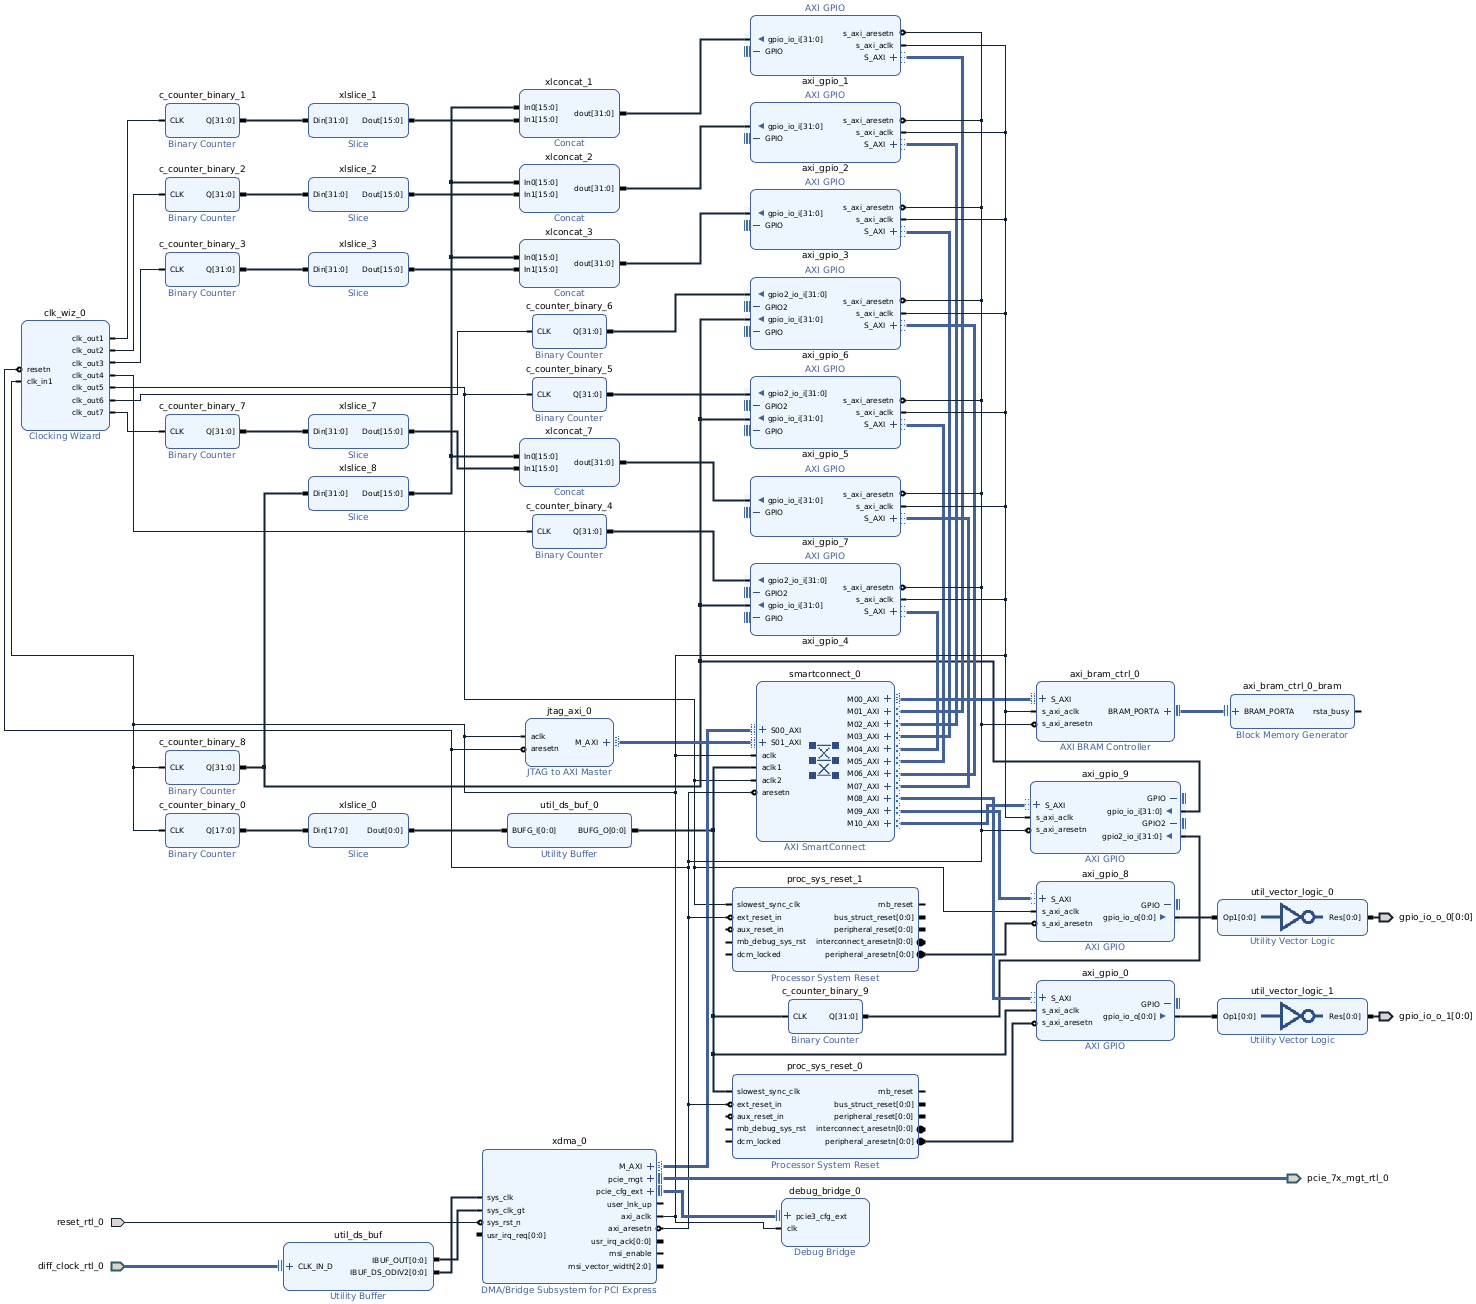 AXI GPIO
gpio_io_i[31:0]
GPIO
s_axi_aresetn
s_axi_aclk
S_AXI
axi_gpio_1
AXI GPIO
gpio_io_i[31:0]
GPIO
s_axi_aresetn
s_axi_aclk
S_AXI
axi_gpio_2
AXI GPIO
gpio_io_i[31:0]
GPIO
s_axi_aresetn
s_axi_aclk
S_AXI
axi_gpio_3
AXI GPIO
gpio2_io_i[31:0]
GPIO2
gpio_io_i[31:0]
GPIO
s_axi_aresetn
s_axi_aclk
S_AXI
axi_gpio_6
AXI GPIO
gpio2_io_i[31:0]
GPIO2
gpio_io_i[31:0]
GPIO
s_axi_aresetn
s_axi_aclk
S_AXI
axi_gpio_5
AXI GPIO
gpio_io_i[31:0]
GPIO
s_axi_aresetn
s_axi_aclk
S_AXI
axi_gpio_7
AXI GPIO
gpio2_io_i[31:0]
GPIO2
gpio_io_i[31:0]
GPIO
s_axi_aresetn
s_axi_aclk
S_AXI
axi_gpio_4
c_counter_binary_1
CLK Q[31:0]
Binary Counter
xlslice_1
Din[31:0] Dout[15:0]
Slice
xlconcat_1
In0[15:0]
In1[15:0]
dout[31:0]
Concat
c_counter_binary_2
CLK Q[31:0]
Binary Counter
xlslice_2
Din[31:0] Dout[15:0]
Slice
xlconcat_2
In0[15:0]
In1[15:0]
dout[31:0]
Concat
c_counter_binary_3
CLK Q[31:0]
Binary Counter
xlslice_3
Din[31:0] Dout[15:0]
Slice
xlconcat_3
In0[15:0]
In1[15:0]
dout[31:0]
Concat
c_counter_binary_6
CLK Q[31:0]
Binary Counter
clk_wiz_0
resetn
clk_in1
clk_out1
clk_out2
clk_out3
clk_out4
clk_out5
clk_out6
clk_out7
Clocking Wizard
c_counter_binary_5
CLK Q[31:0]
Binary Counter
c_counter_binary_7
CLK Q[31:0]
Binary Counter
xlslice_7
Din[31:0] Dout[15:0]
Slice
xlconcat_7
In0[15:0]
In1[15:0]
dout[31:0]
Concat
xlslice_8
Din[31:0] Dout[15:0]
Slice
c_counter_binary_4
CLK Q[31:0]
Binary Counter
smartconnect_0
S00_AXI
S01_AXI
aclk
aclk1
aclk2
aresetn
M00_AXI
M01_AXI
M02_AXI
M03_AXI
M04_AXI
M05_AXI
M06_AXI
M07_AXI
M08_AXI
M09_AXI
M10_AXI
AXI SmartConnect
axi_bram_ctrl_0
S_AXI
s_axi_aclk
s_axi_aresetn
BRAM_PORTA
AXI BRAM Controller
axi_bram_ctrl_0_bram
BRAM_PORTA rsta_busy
Block Memory Generator
jtag_axi_0
aclk
aresetn
M_AXI
JTAG to AXI Master
c_counter_binary_8
CLK Q[31:0]
Binary Counter
c_counter_binary_0
CLK Q[17:0]
Binary Counter
xlslice_0
Din[17:0] Dout[0:0]
Slice
util_ds_buf_0
BUFG_I[0:0] BUFG_O[0:0]
Utility Buffer
axi_gpio_9
S_AXI
s_axi_aclk
s_axi_aresetn
GPIO
gpio_io_i[31:0]
GPIO2
gpio2_io_i[31:0]
AXI GPIO
proc_sys_reset_1
slowest_sync_clk
ext_reset_in
aux_reset_in
mb_debug_sys_rst
dcm_locked
mb_reset
bus_struct_reset[0:0]
peripheral_reset[0:0]
interconnect_aresetn[0:0]
peripheral_aresetn[0:0]
Processor System Reset
axi_gpio_8
S_AXI
s_axi_aclk
s_axi_aresetn
GPIO
gpio_io_o[0:0]
AXI GPIO
util_vector_logic_0
Op1[0:0] Res[0:0]
Utility Vector Logic
gpio_io_o_0[0:0]
c_counter_binary_9
CLK Q[31:0]
Binary Counter
axi_gpio_0
S_AXI
s_axi_aclk
s_axi_aresetn
GPIO
gpio_io_o[0:0]
AXI GPIO
util_vector_logic_1
Op1[0:0] Res[0:0]
Utility Vector Logic
gpio_io_o_1[0:0]
proc_sys_reset_0
slowest_sync_clk
ext_reset_in
aux_reset_in
mb_debug_sys_rst
dcm_locked
mb_reset
bus_struct_reset[0:0]
peripheral_reset[0:0]
interconnect_aresetn[0:0]
peripheral_aresetn[0:0]
Processor System Reset
xdma_0
sys_clk
sys_clk_gt
sys_rst_n
usr_irq_req[0:0]
M_AXI
pcie_mgt
pcie_cfg_ext
user_lnk_up
axi_aclk
axi_aresetn
usr_irq_ack[0:0]
msi_enable
msi_vector_width[2:0]
DMA/Bridge Subsystem for PCI Express
pcie_7x_mgt_rtl_0
debug_bridge_0
pcie3_cfg_ext
clk
Debug Bridge
reset_rtl_0
diff_clock_rtl_0
util_ds_buf
CLK_IN_D
IBUF_OUT[0:0]
IBUF_DS_ODIV2[0:0]
Utility Buffer